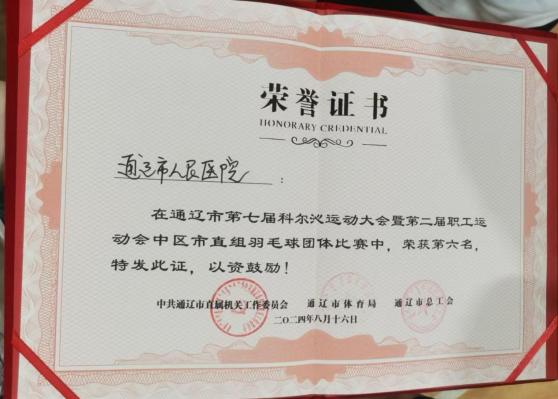 荣誉证书
HONORARY CREDENTIAL
通辽市人民医院：
在通辽市第七届科尔沁运动大会暨第二届职工运
动会中区市直组羽毛球团体比赛中，荣获第六名，
特发此证，以资鼓励！
中共通辽市直属机关工作委员会 通辽市体育局 通辽市总工会
二〇二四年八月十六日